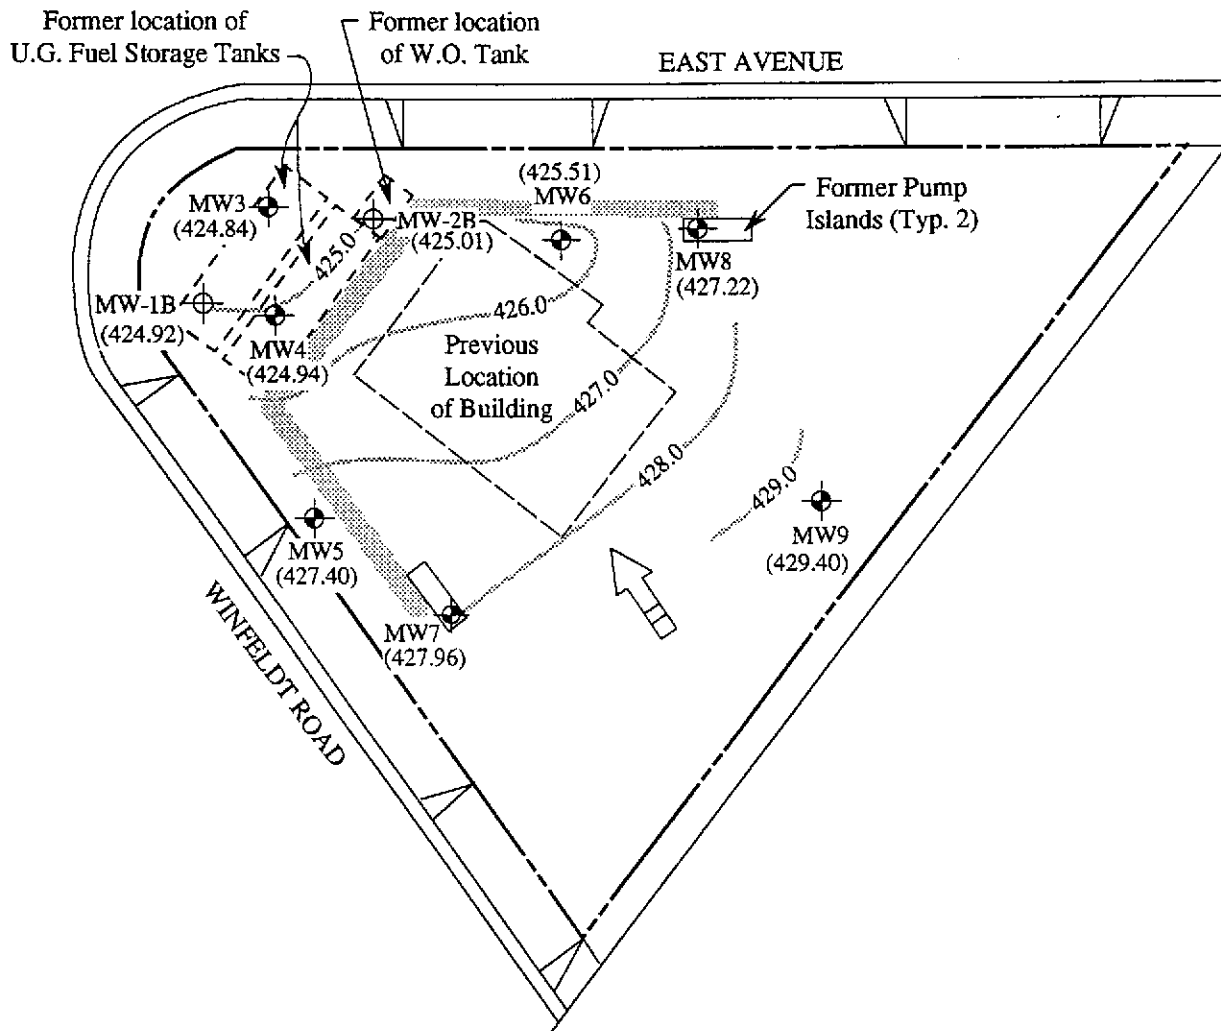 Former location of
U.G. Fuel Storage Tanks
Former location
of W.O. Tank
EAST AVENUE
(425.51)
MW6
Former Pump
Islands (Typ. 2)
MW3
(424.84)
MW-2B
(425.01)
425.0
MW8
(427.22)
MW-1B
(424.92)
426.0
MW4
(424.94)
Previous
Location
of Building
427.0
428.0
429.0
MW5
(427.40)
MW9
(429.40)
MW7
(427.96)
WINFELDT ROAD